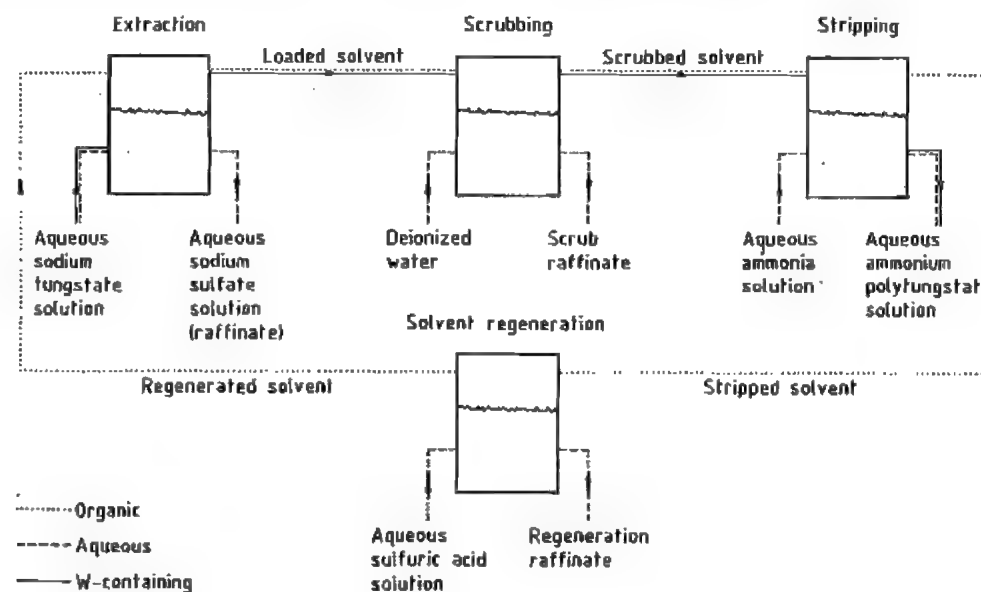 Extraction
Scrubbing
Stripping
Loaded solvent
Scrubbed solvent
Aqueous
sodium
tungstate
solution
Aqueous
sodium
sulfate
solution
(raffinate)
Deionized
water
Scrub
raffinate
Aqueous
ammonia
solution
Aqueous
ammonium
polytungstat
solution
Solvent regeneration
Regenerated solvent
Stripped solvent
Aqueous
sulfuric acid
solution
Regeneration
raffinate
Organic
Aqueous
W-containing